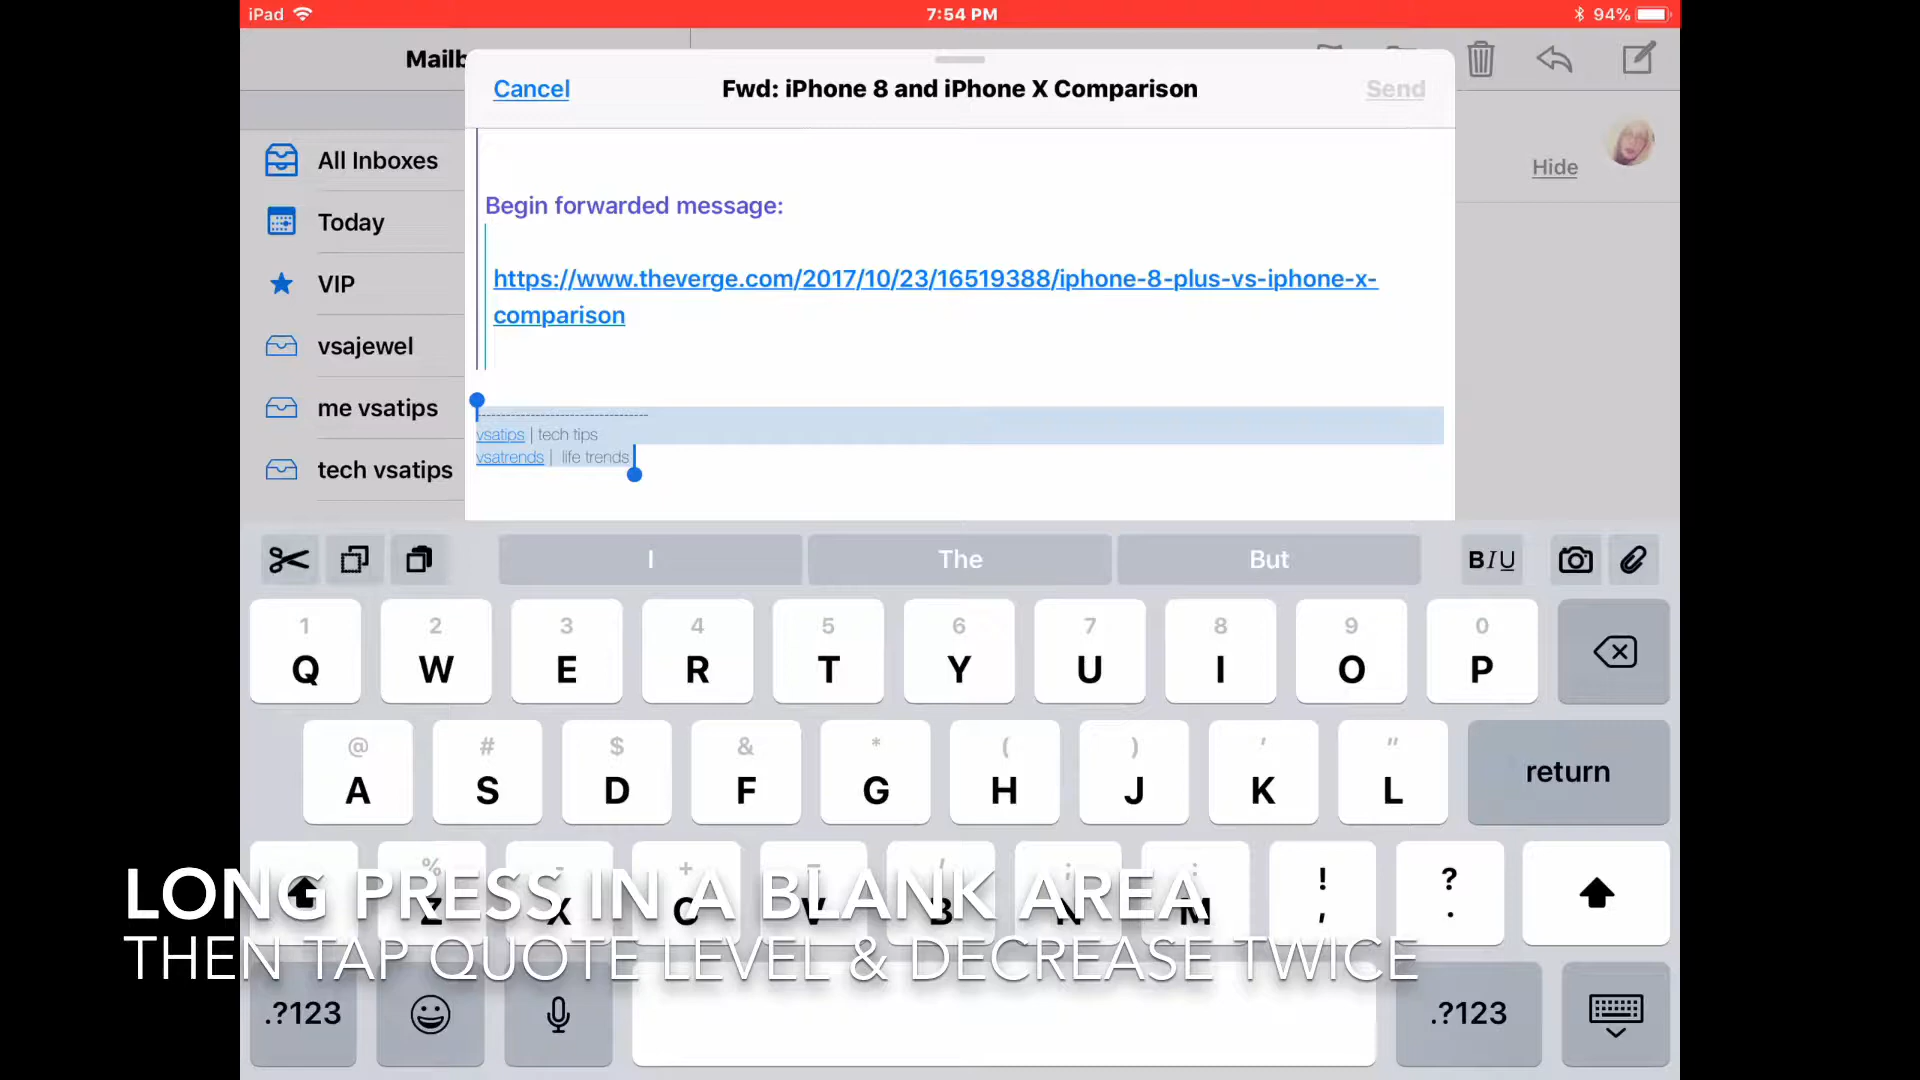 iPad
7:54 PM
94%
Mailb
Cancel
Fwd: iPhone 8 and iPhone X Comparison
Send
All Inboxes
Today
VIP
vsajewel
me vsatips
tech vsatips
Hide
Begin forwarded message:
https://www.theverge.com/2017/10/23/16519388/iphone-8-plus-vs-iphone-x-
comparison
-----------------------------------
vsatips | tech tips
vsatrends | life trends
I
The
But
BIU
1 2 3 4 5 6 7 8 9 0
Q W E R T Y U I O P
@ # $ & * ( ) ' "
A S D F G H J K L
return
% - + = / ; : ! ?
Z X C V B N M , .
LONG PRESS IN A BLANK AREA
THEN TAP QUOTE LEVEL & DECREASE TWICE
.?123
.?123